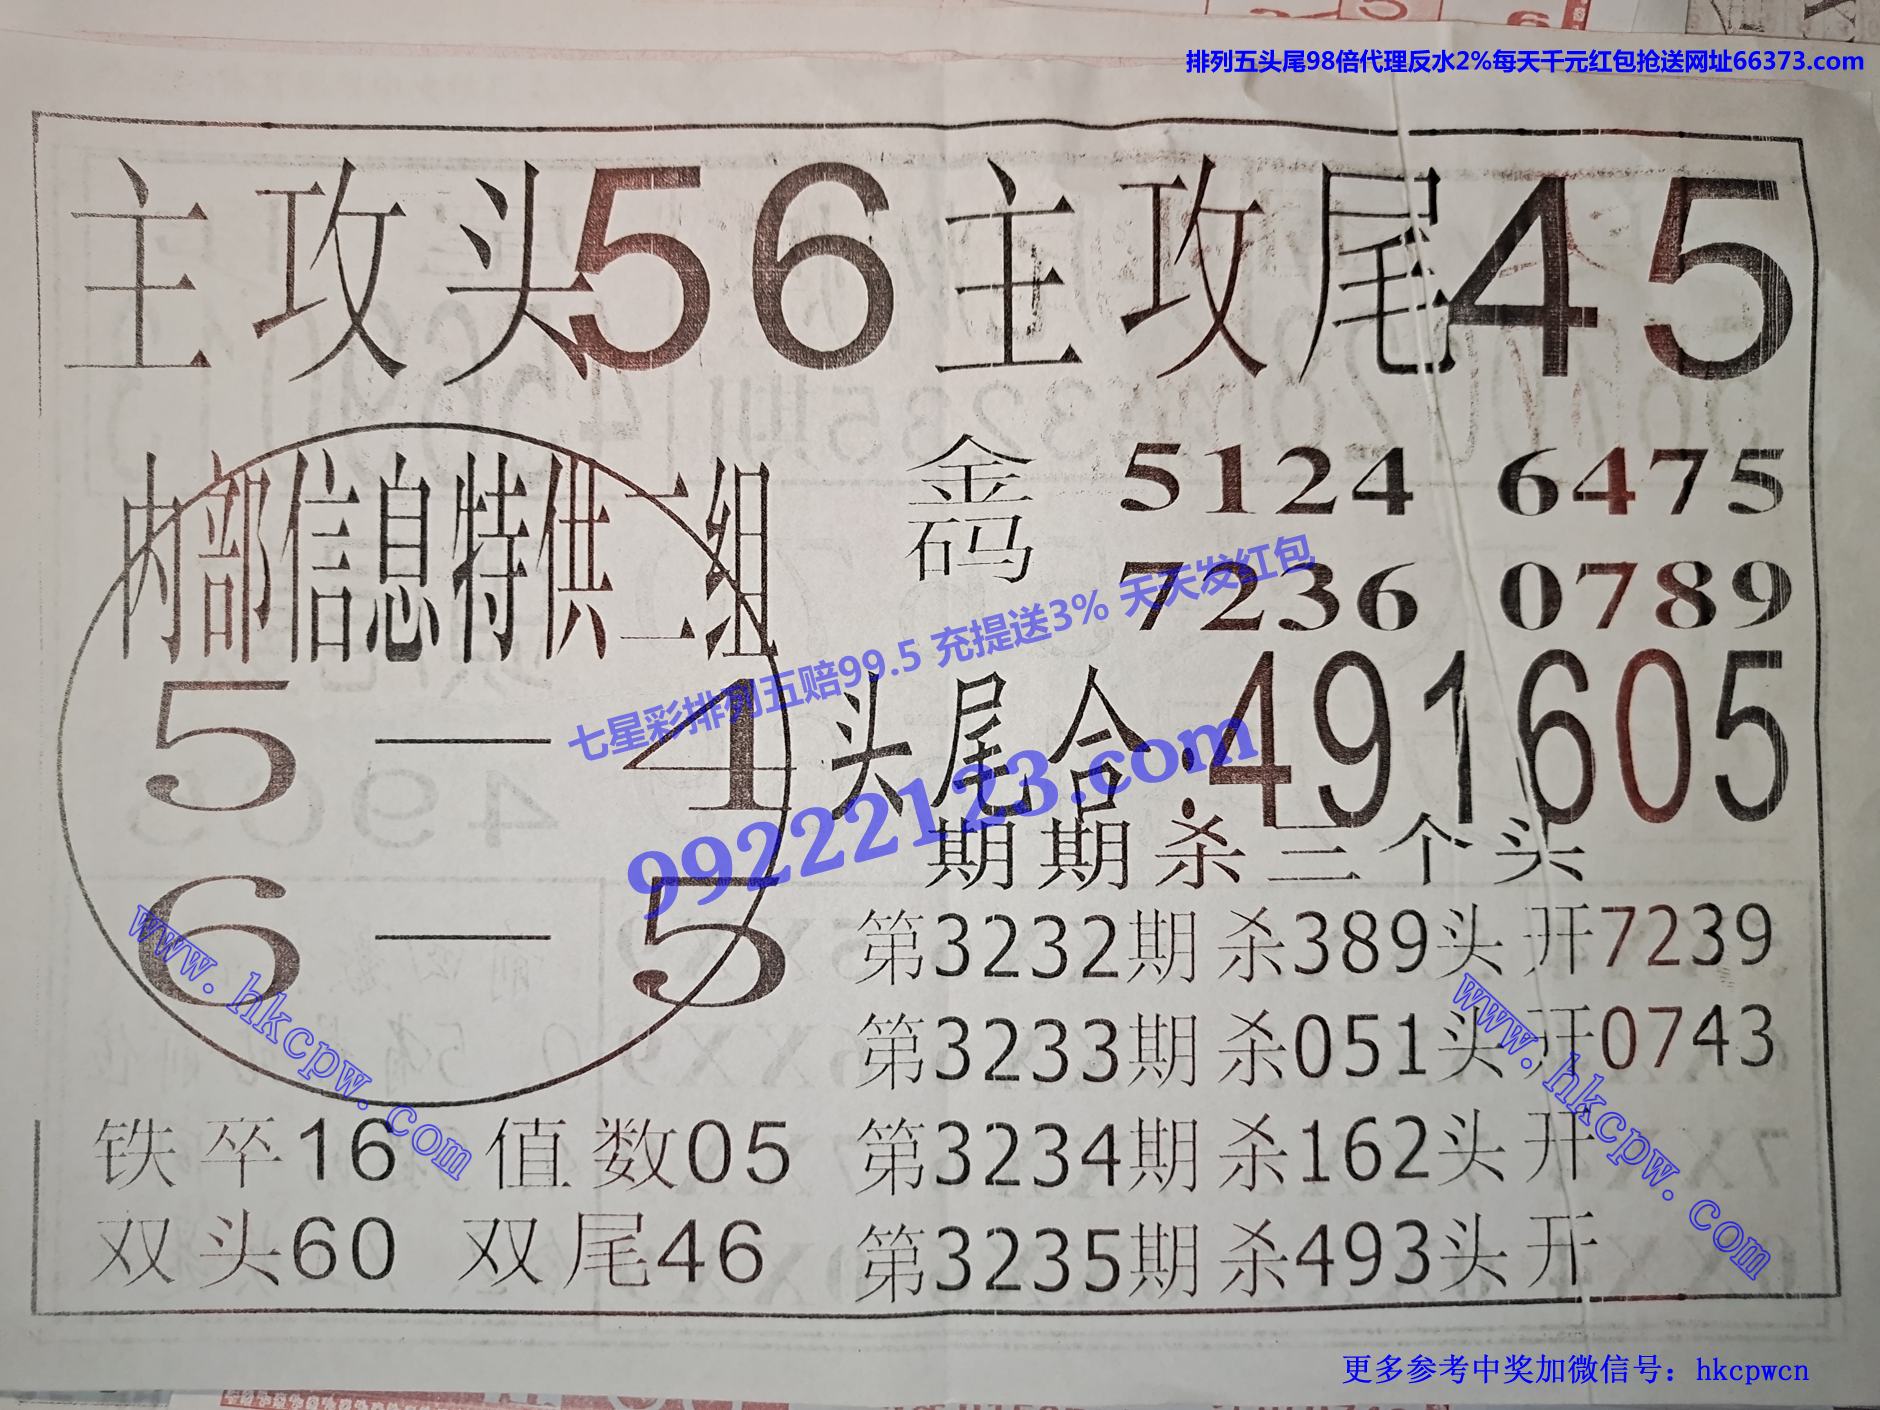 排列五头尾98倍代理反水2%每天千元红包抢送网址66373.com
主攻头56 主攻尾45
内部信息特供二组
5—4
6—5
金码 5124 6475
7236 0789
七星彩排列五赔99.5 充提送3% 天天发红包
99222123.com
头尾合:491605
期期杀三个头
第3232期 杀389头 开7239
第3233期 杀051头 开0743
第3234期 杀162头 开
第3235期 杀493头 开
铁卒16 值数05
双头60 双尾46
www.hkcpw.com
www.hkcpw.com
更多参考中奖加微信号：hkcpwcn